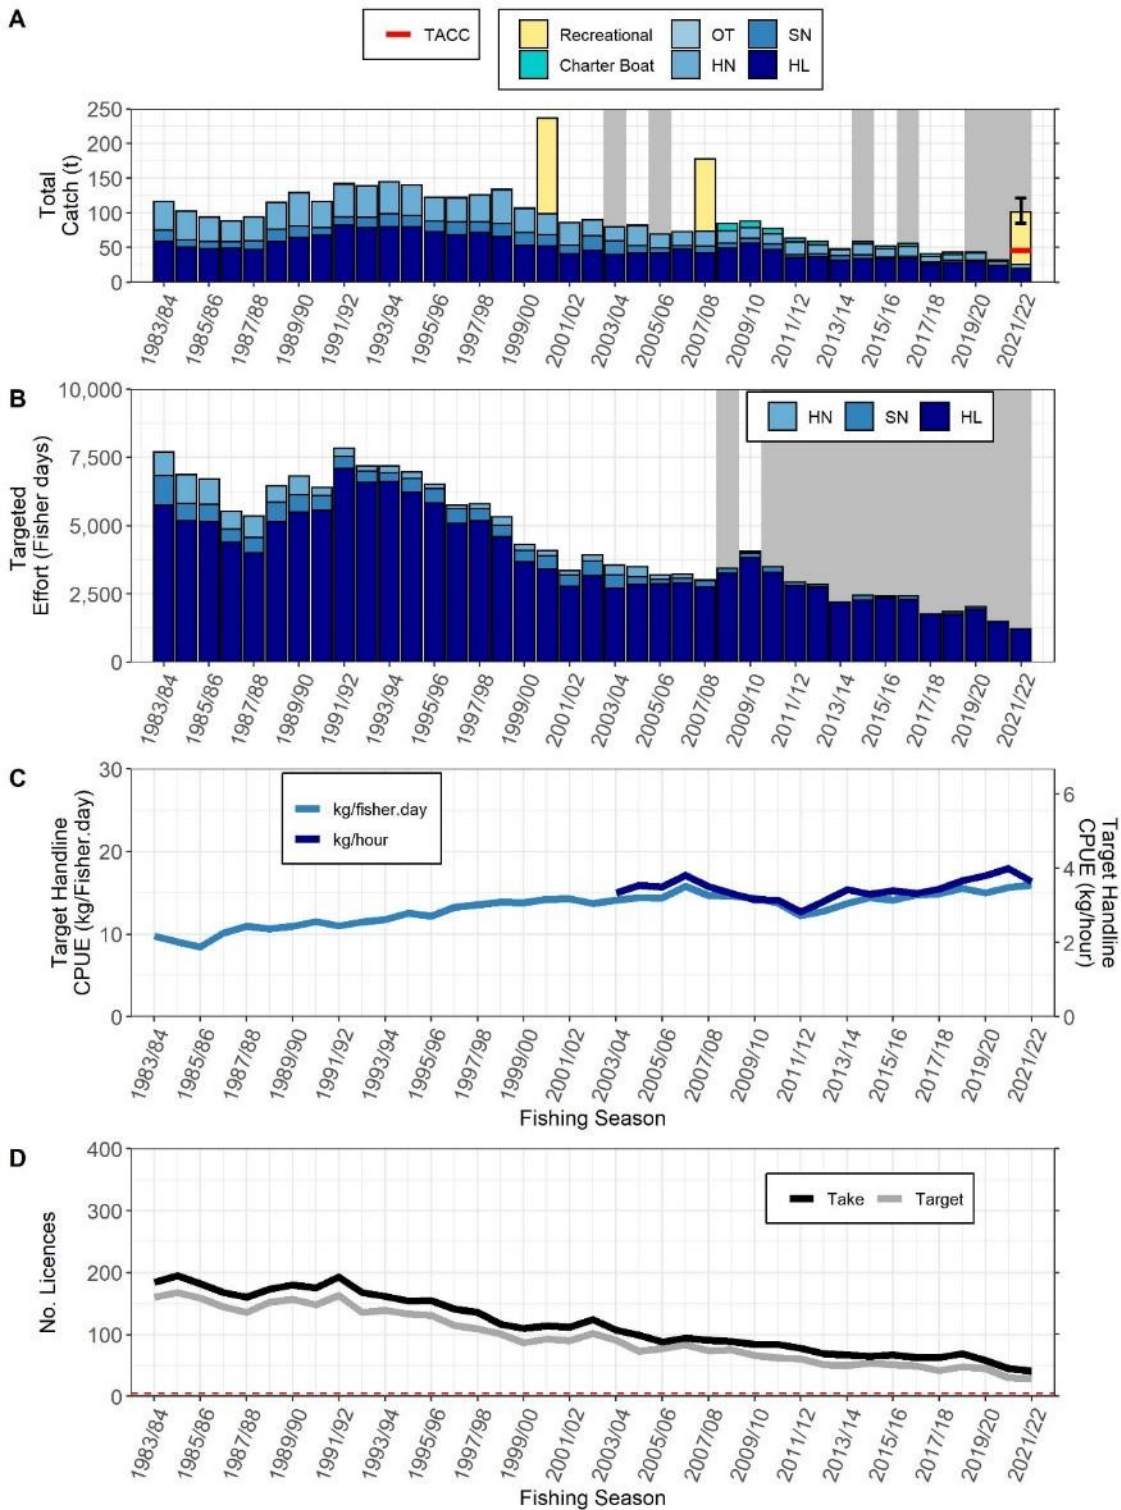 A
TACC
Recreational OT SN
Charter Boat HN HL
Total
Catch (t)
250
200
150
100
50
0
1983/84 1985/86 1987/88 1989/90 1991/92 1993/94 1995/96 1997/98 1999/00 2001/02 2003/04 2005/06 2007/08 2009/10 2011/12 2013/14 2015/16 2017/18 2019/20 2021/22
B
HN SN HL
Targeted
Effort (Fisher days)
10,000
7,500
5,000
2,500
0
1983/84 1985/86 1987/88 1989/90 1991/92 1993/94 1995/96 1997/98 1999/00 2001/02 2003/04 2005/06 2007/08 2009/10 2011/12 2013/14 2015/16 2017/18 2019/20 2021/22
C
kg/fisher.day
kg/hour
Target Handline
CPUE (kg/Fisher.day)
30
20
10
0
6
4
2
0
Target Handline
CPUE (kg/hour)
1983/84 1985/86 1987/88 1989/90 1991/92 1993/94 1995/96 1997/98 1999/00 2001/02 2003/04 2005/06 2007/08 2009/10 2011/12 2013/14 2015/16 2017/18 2019/20 2021/22
Fishing Season
D
Take Target
No. Licences
400
300
200
100
0
1983/84 1985/86 1987/88 1989/90 1991/92 1993/94 1995/96 1997/98 1999/00 2001/02 2003/04 2005/06 2007/08 2009/10 2011/12 2013/14 2015/16 2017/18 2019/20 2021/22
Fishing Season